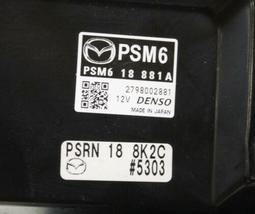 PSM6
PSM6 18 881A
2798002881
12V DENSO
MADE IN JAPAN
PSRN 18 8K2C
#5303